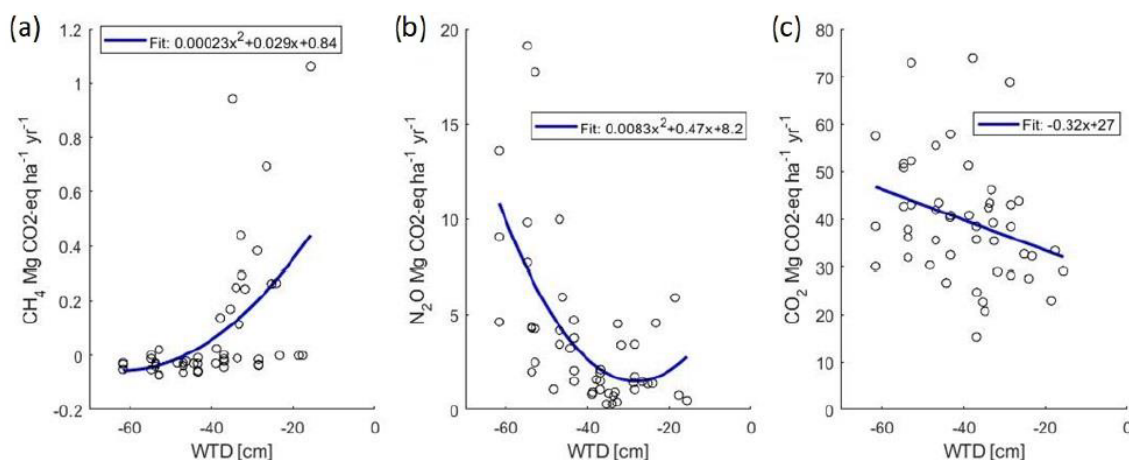 (a)
Fit: 0.00023x²+0.029x+0.84
CH₄ Mg CO2-eq ha⁻¹ yr⁻¹
1.2
1
0.8
0.6
0.4
0.2
0
-0.2
-60
-40
-20
0
WTD [cm]
(b)
Fit: 0.0083x²+0.47x+8.2
N₂O Mg CO2-eq ha⁻¹ yr⁻¹
20
15
10
5
0
-60
-40
-20
0
WTD [cm]
(c)
Fit: -0.32x+27
CO₂ Mg CO2-eq ha⁻¹ yr⁻¹
80
70
60
50
40
30
20
10
0
-60
-40
-20
0
WTD [cm]